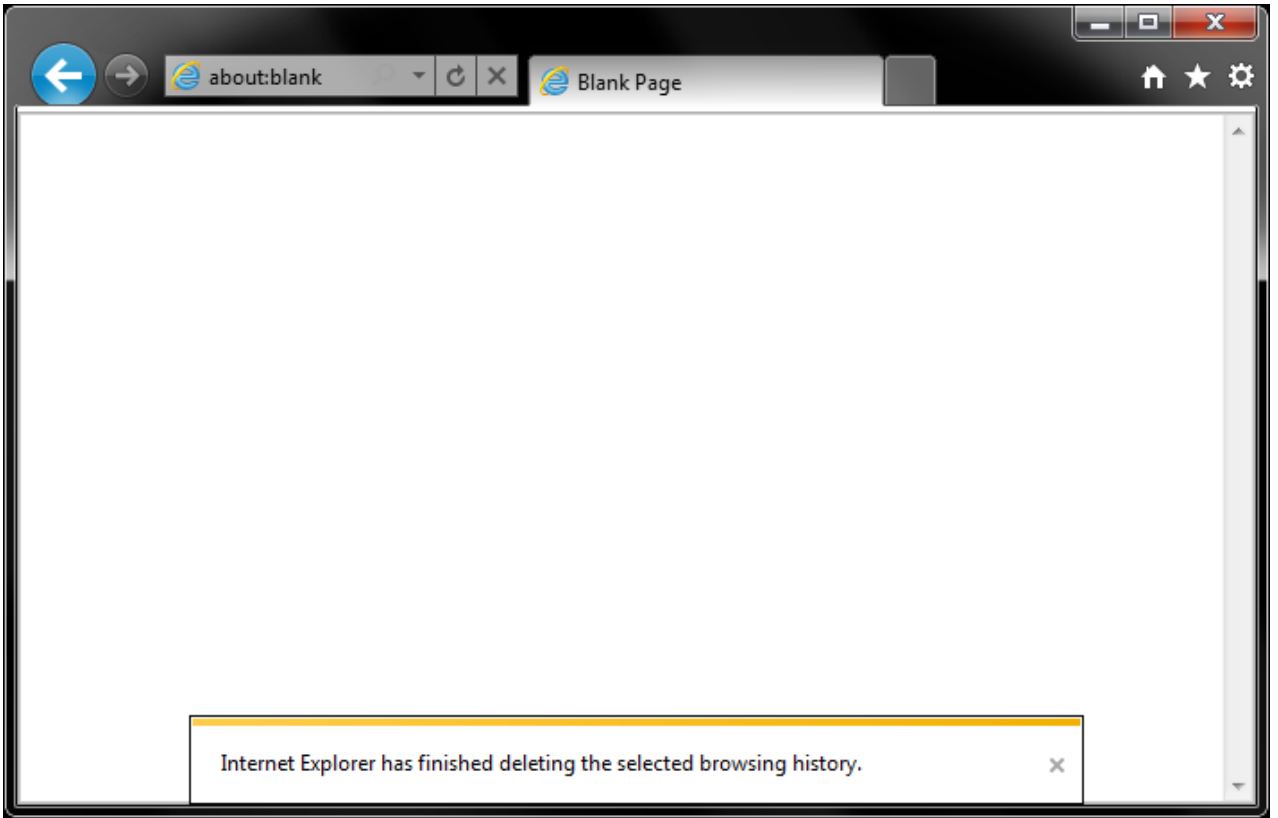 about:blank
Blank Page
Internet Explorer has finished deleting the selected browsing history.